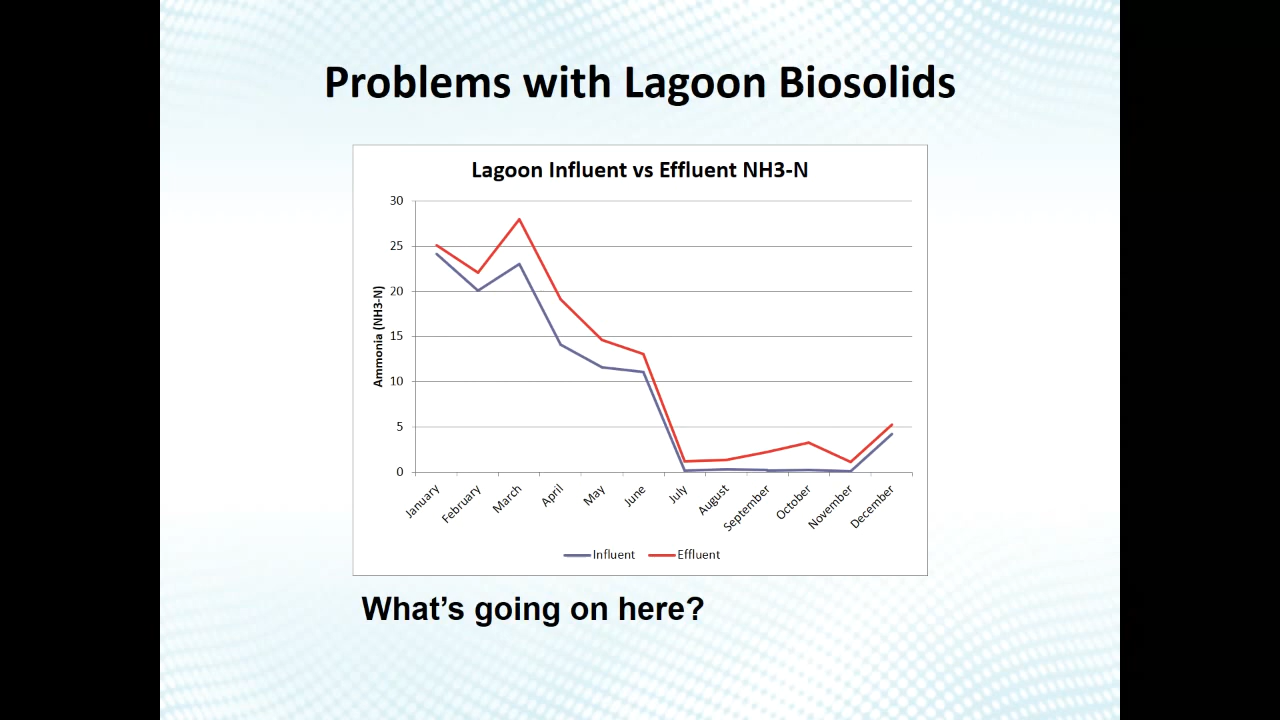 Problems with Lagoon Biosolids
Lagoon Influent vs Effluent NH3-N
30
25
20
15
10
5
0
Ammonia (NH3-N)
January
February
March
April
May
June
July
August
September
October
November
December
Influent
Effluent
What's going on here?